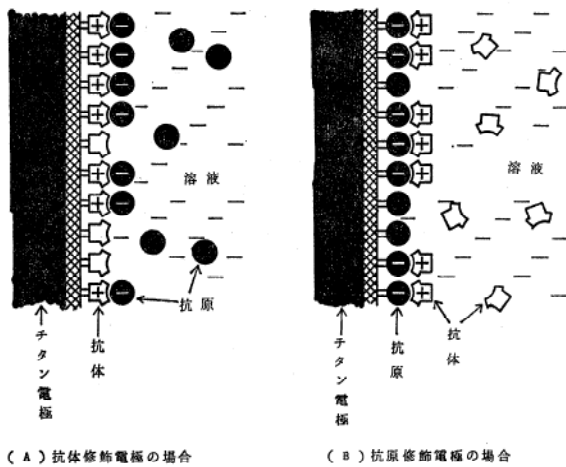 溶液
抗原
抗体
チタン電極
(A)抗体修飾電極の場合
溶液
抗体
抗原
チタン電極
(B)抗原修飾電極の場合